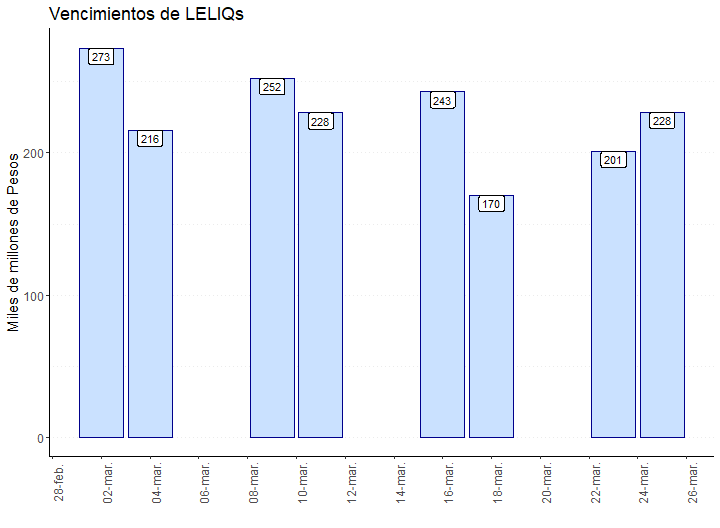 Vencimientos de LELIQs
Miles de millones de Pesos
200
100
0
273
216
252
228
243
170
201
228
28-feb.
02-mar.
04-mar.
06-mar.
08-mar.
10-mar.
12-mar.
14-mar.
16-mar.
18-mar.
20-mar.
22-mar.
24-mar.
26-mar.